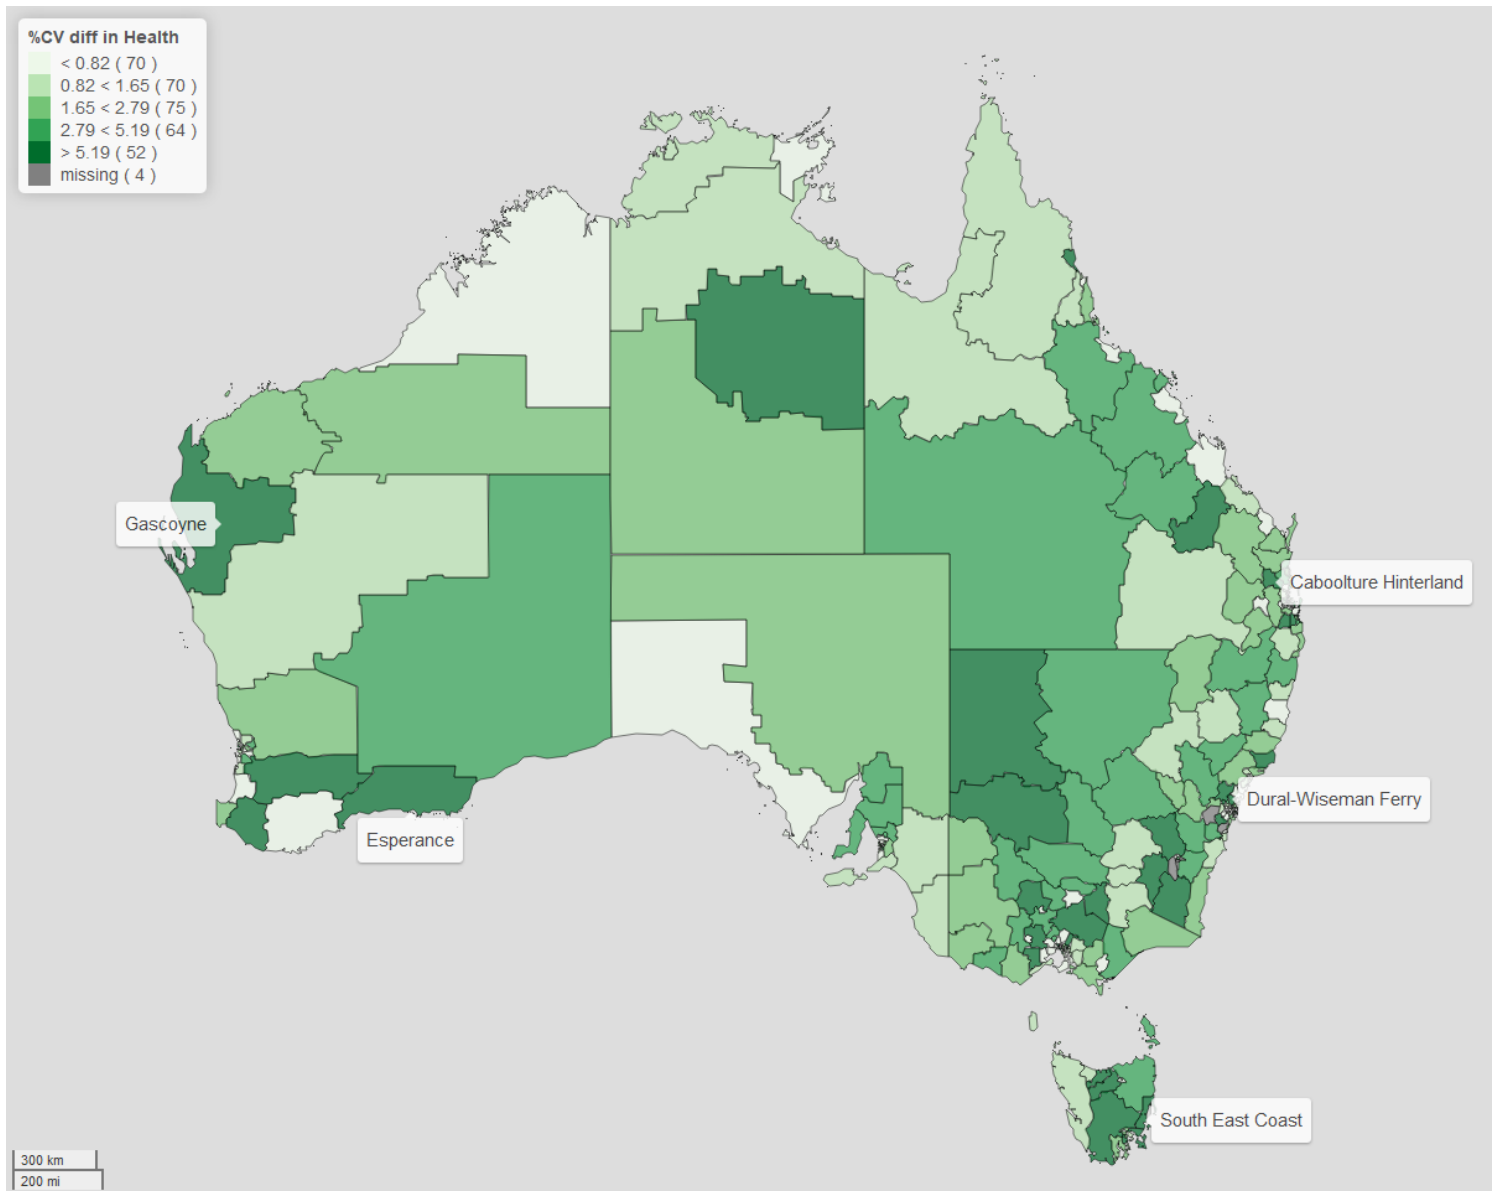 %CV diff in Health
< 0.82 ( 70 )
0.82 < 1.65 ( 70 )
1.65 < 2.79 ( 75 )
2.79 < 5.19 ( 64 )
> 5.19 ( 52 )
missing ( 4 )
Gascoyne
Caboolture Hinterland
Dural-Wiseman Ferry
Esperance
South East Coast
300 km
200 mi